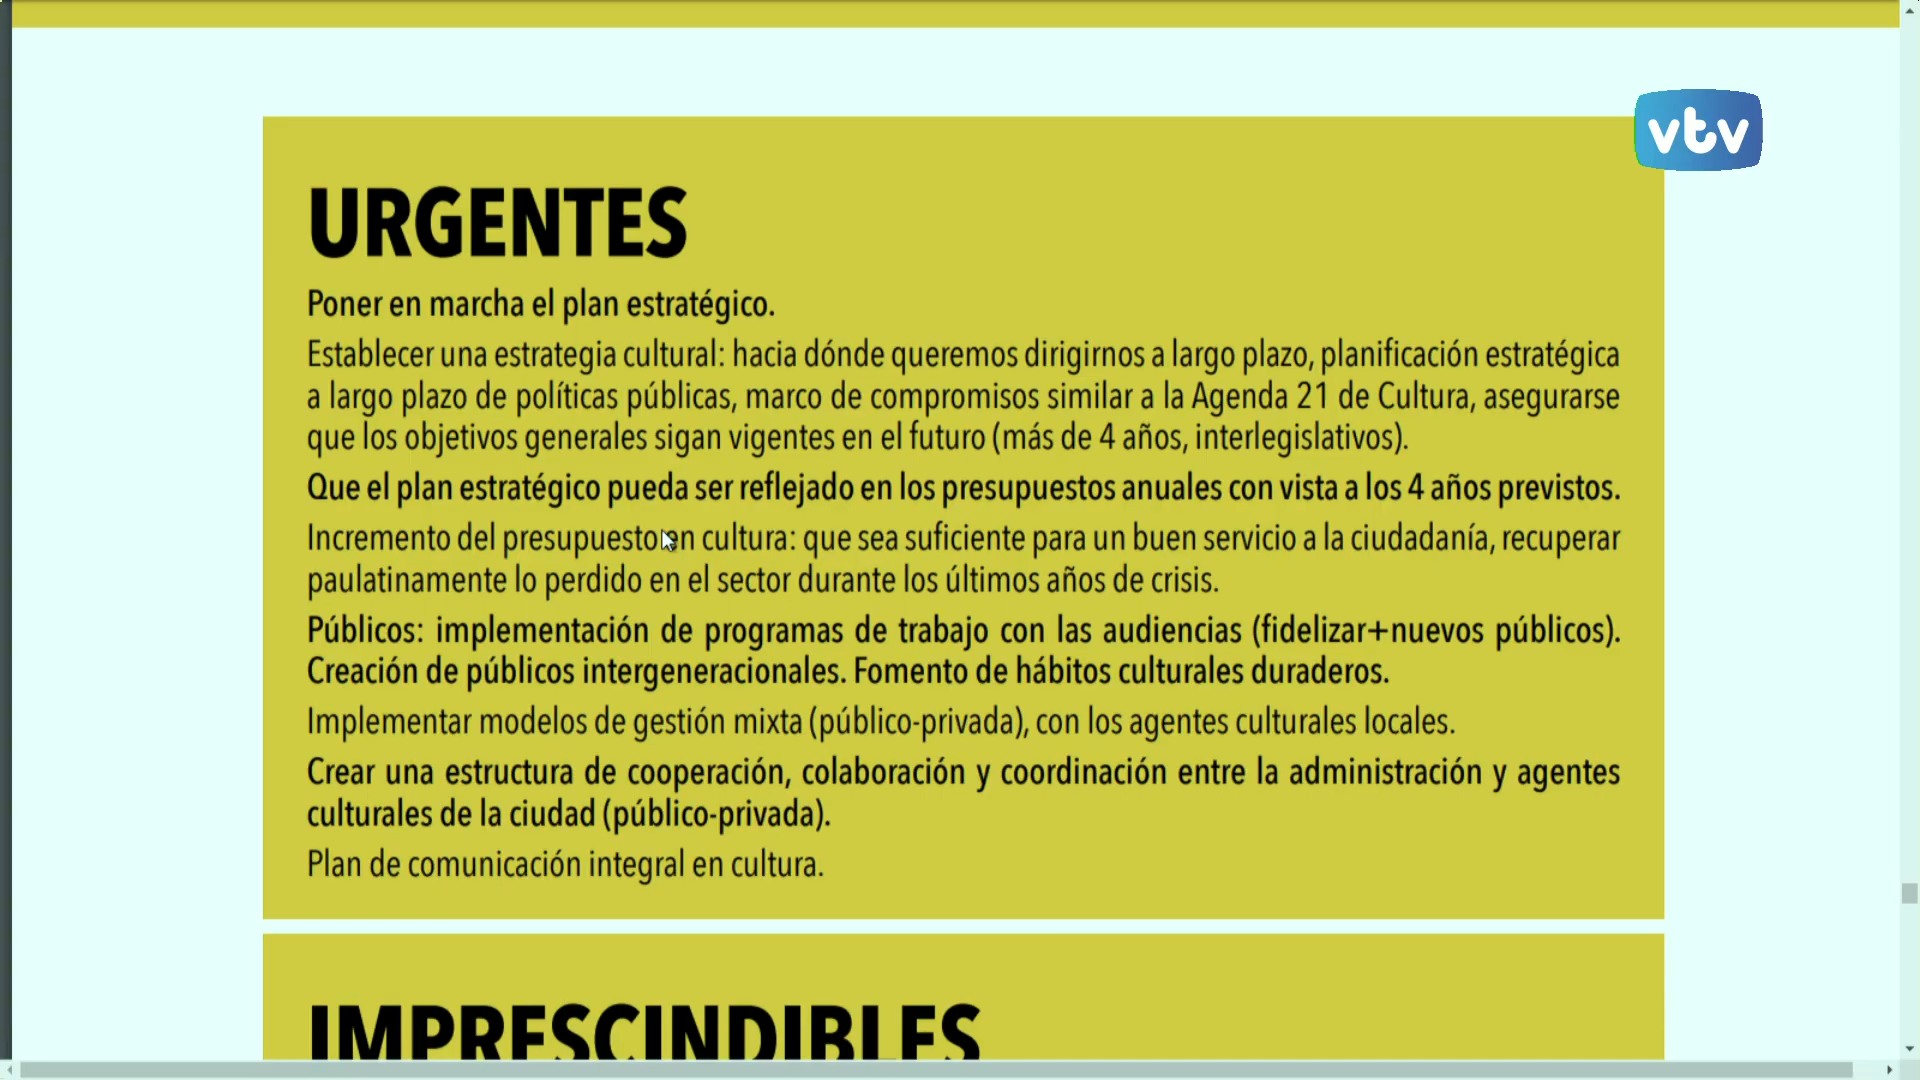 vtv
URGENTES
Poner en marcha el plan estratégico.
Establecer una estrategia cultural: hacia dónde queremos dirigirnos a largo plazo, planificación estratégica
a largo plazo de políticas públicas, marco de compromisos similar a la Agenda 21 de Cultura, asegurarse
que los objetivos generales sigan vigentes en el futuro (más de 4 años, interlegislativos).
Que el plan estratégico pueda ser reflejado en los presupuestos anuales con vista a los 4 años previstos.
Incremento del presupuesto en cultura: que sea suficiente para un buen servicio a la ciudadanía, recuperar
paulatinamente lo perdido en el sector durante los últimos años de crisis.
Públicos: implementación de programas de trabajo con las audiencias (fidelizar+nuevos públicos).
Creación de públicos intergeneracionales. Fomento de hábitos culturales duraderos.
Implementar modelos de gestión mixta (público-privada), con los agentes culturales locales.
Crear una estructura de cooperación, colaboración y coordinación entre la administración y agentes
culturales de la ciudad (público-privada).
Plan de comunicación integral en cultura.
IMPRESCINDIBLES